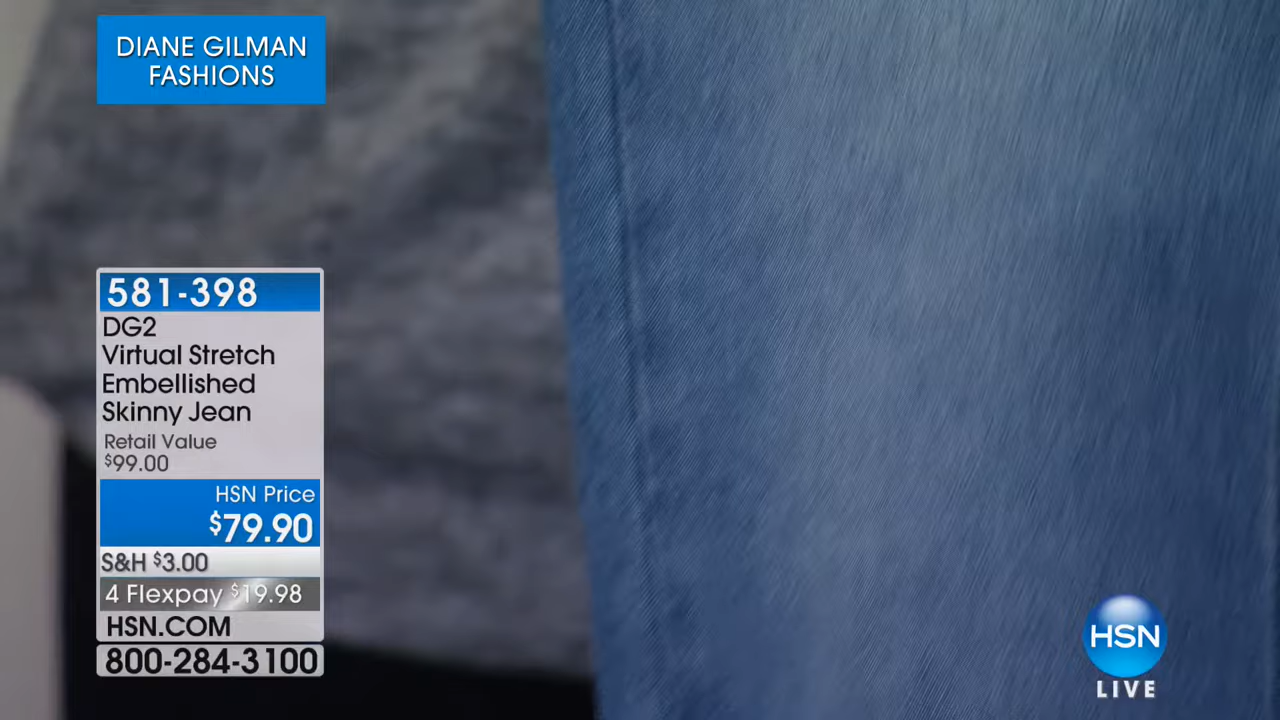 DIANE GILMAN
FASHIONS
581-398
DG2
Virtual Stretch
Embellished
Skinny Jean
Retail Value
$99.00
HSN Price
$79.90
S&H $3.00
4 Flexpay $19.98
HSN.COM
800-284-3100
HSN
LIVE